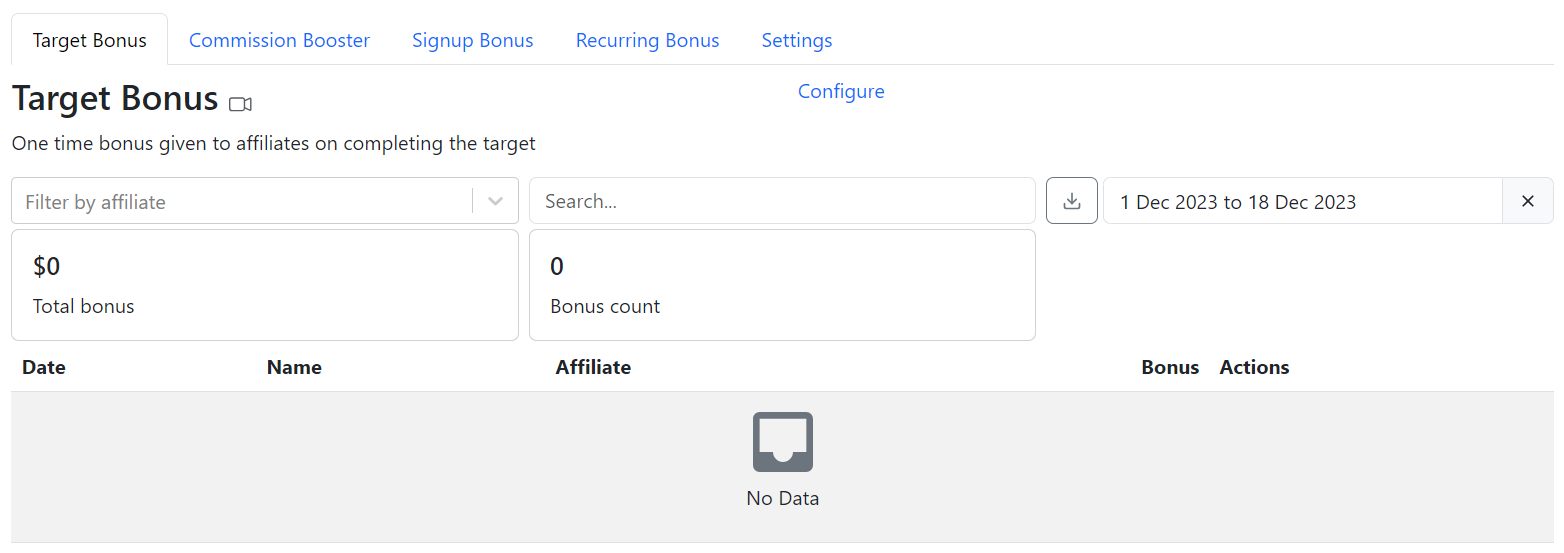 Target Bonus Commission Booster Signup Bonus Recurring Bonus Settings
Target Bonus Configure
One time bonus given to affiliates on completing the target
Filter by affiliate Search... 1 Dec 2023 to 18 Dec 2023
$0 0
Total bonus Bonus count
Date Name Affiliate Bonus Actions
No Data